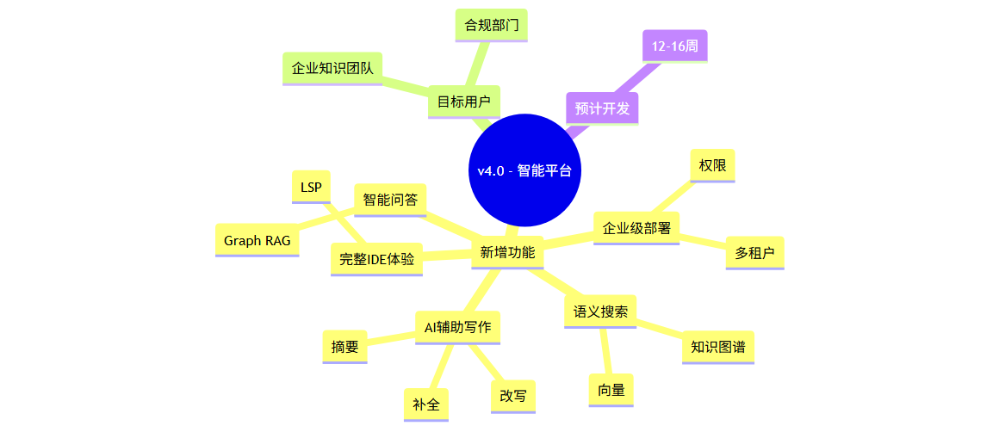 合规部门
12-16周
企业知识团队
目标用户
预计开发
v4.0 - 智能平台
权限
LSP
智能问答
企业级部署
Graph RAG
完整IDE体验
新增功能
多租户
语义搜索
AI辅助写作
摘要
知识图谱
向量
改写
补全